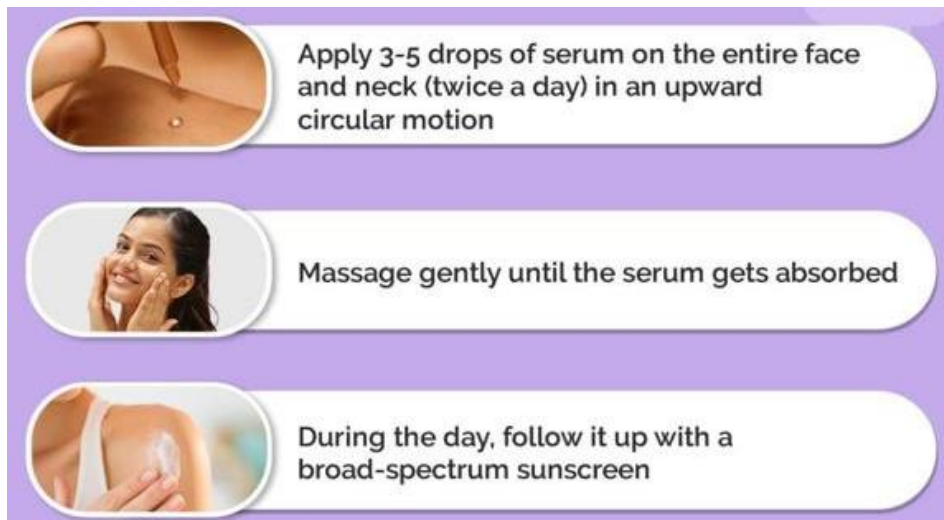 Apply 3-5 drops of serum on the entire face
and neck (twice a day) in an upward
circular motion
Massage gently until the serum gets absorbed
During the day, follow it up with a
broad-spectrum sunscreen